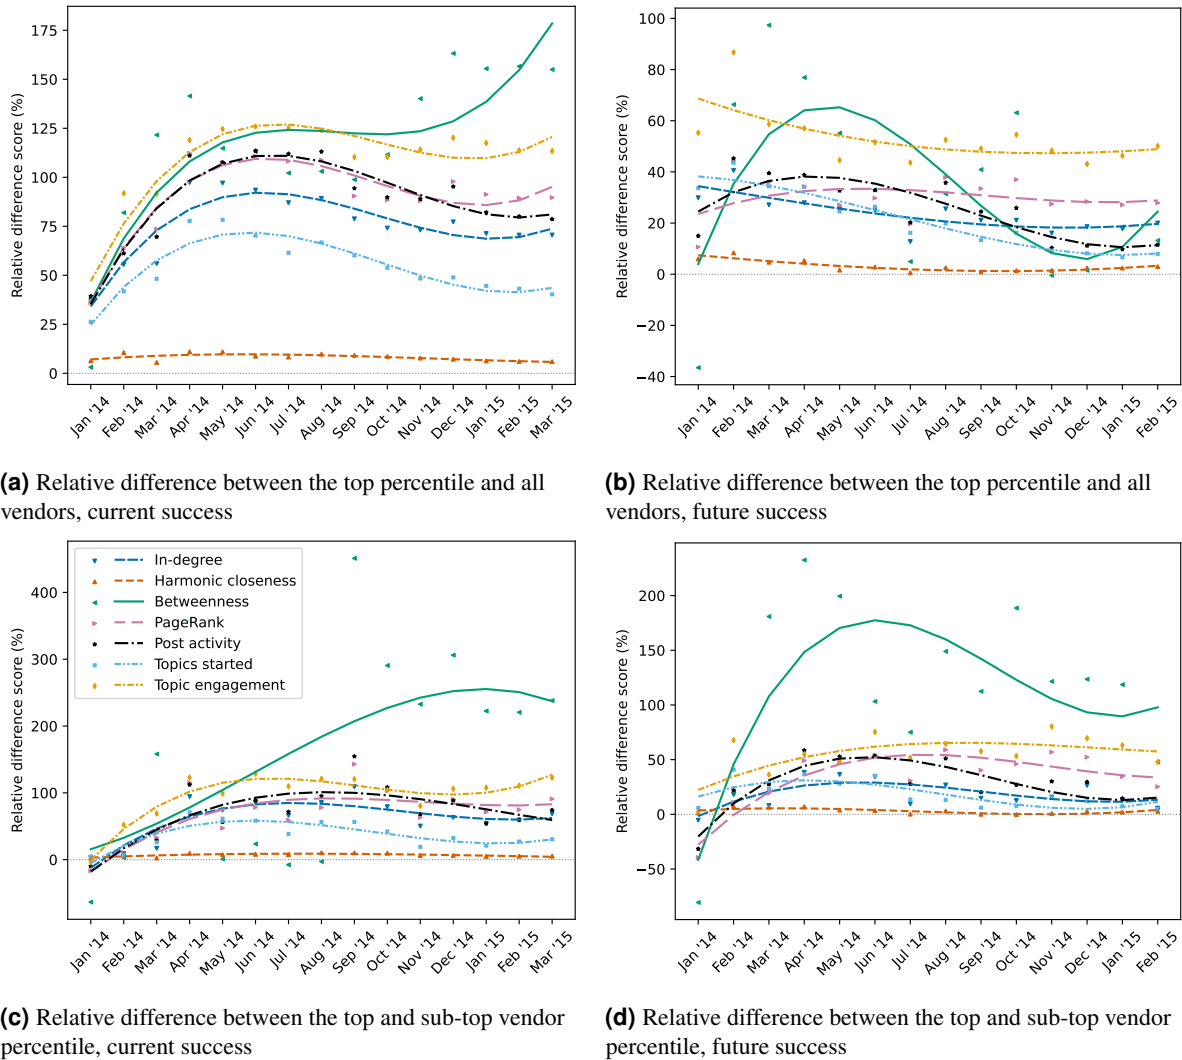 Relative difference score (%)
175
150
125
100
75
50
25
0
Jan '14
Feb '14
Mar '14
Apr '14
May '14
Jun '14
Jul '14
Aug '14
Sep '14
Oct '14
Nov '14
Dec '14
Jan '15
Feb '15
Mar '15
(a) Relative difference between the top percentile and all
vendors, current success
Relative difference score (%)
100
80
60
40
20
0
−20
−40
Jan '14
Feb '14
Mar '14
Apr '14
May '14
Jun '14
Jul '14
Aug '14
Sep '14
Oct '14
Nov '14
Dec '14
Jan '15
Feb '15
(b) Relative difference between the top percentile and all
vendors, future success
Relative difference score (%)
400
300
200
100
0
In-degree
Harmonic closeness
Betweenness
PageRank
Post activity
Topics started
Topic engagement
Jan '14
Feb '14
Mar '14
Apr '14
May '14
Jun '14
Jul '14
Aug '14
Sep '14
Oct '14
Nov '14
Dec '14
Jan '15
Feb '15
Mar '15
(c) Relative difference between the top and sub-top vendor
percentile, current success
Relative difference score (%)
200
150
100
50
0
−50
Jan '14
Feb '14
Mar '14
Apr '14
May '14
Jun '14
Jul '14
Aug '14
Sep '14
Oct '14
Nov '14
Dec '14
Jan '15
Feb '15
(d) Relative difference between the top and sub-top vendor
percentile, future success